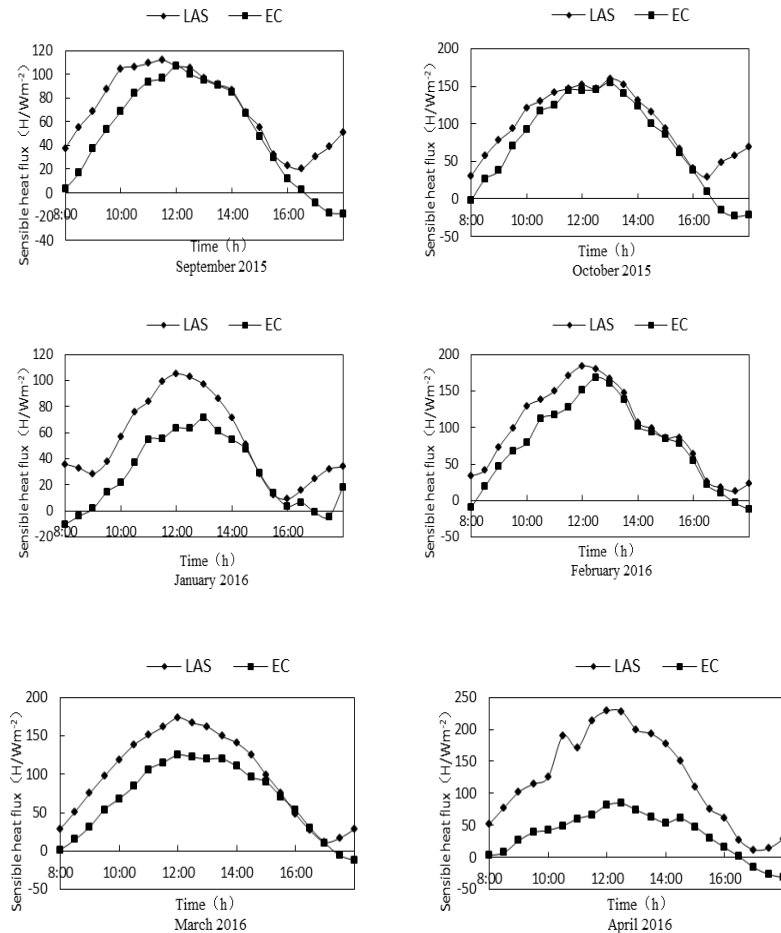 LAS EC
Sensible heat flux（H/Wm⁻²）
120
100
80
60
40
20
0
-20
-40
8:00 10:00 12:00 14:00 16:00
Time（h）
September 2015
LAS EC
Sensible heat flux（H/Wm⁻²）
200
150
100
50
0
-50
8:00 10:00 12:00 14:00 16:00
Time（h）
October 2015
LAS EC
Sensible heat flux（H/Wm⁻²）
120
100
80
60
40
20
0
-20
8:00 10:00 12:00 14:00 16:00
Time（h）
January 2016
LAS EC
Sensible heat flux（H/Wm⁻²）
200
150
100
50
0
-50
8:00 10:00 12:00 14:00 16:00
Time（h）
February 2016
LAS EC
Sensible heat flux（H/Wm⁻²）
200
150
100
50
0
-50
8:00 10:00 12:00 14:00 16:00
Time（h）
March 2016
LAS EC
Sensible heat flux（H/Wm⁻²）
250
200
150
100
50
0
-50
8:00 10:00 12:00 14:00 16:00
Time（h）
April 2016